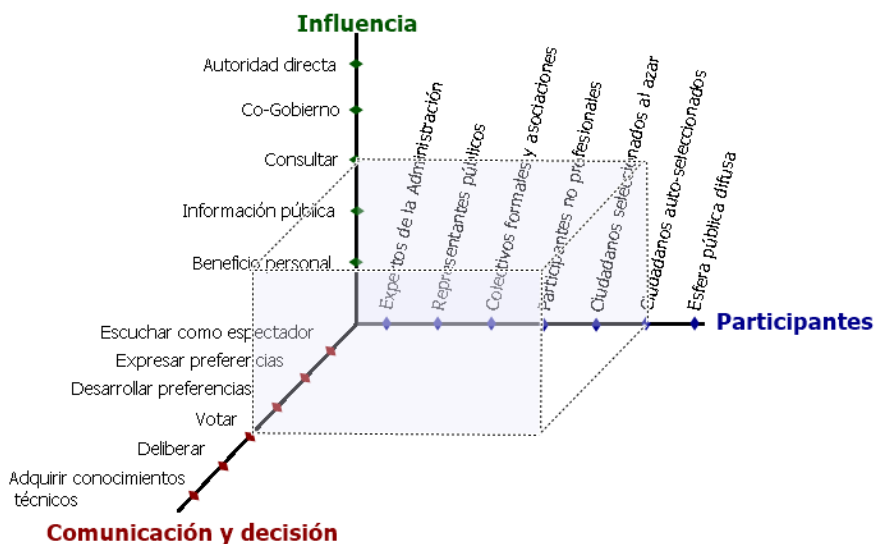 Influencia
Autoridad directa
Co-Gobierno
Consultar
Información pública
Beneficio personal
Expertos de la Administración
Representantes públicos
Colectivos formales y asociaciones
Participantes no profesionales
Ciudadanos seleccionados al azar
Ciudadanos auto-seleccionados
Esfera pública difusa
Participantes
Escuchar como espectador
Expresar preferencias
Desarrollar preferencias
Votar
Deliberar
Adquirir conocimientos
técnicos
Comunicación y decisión